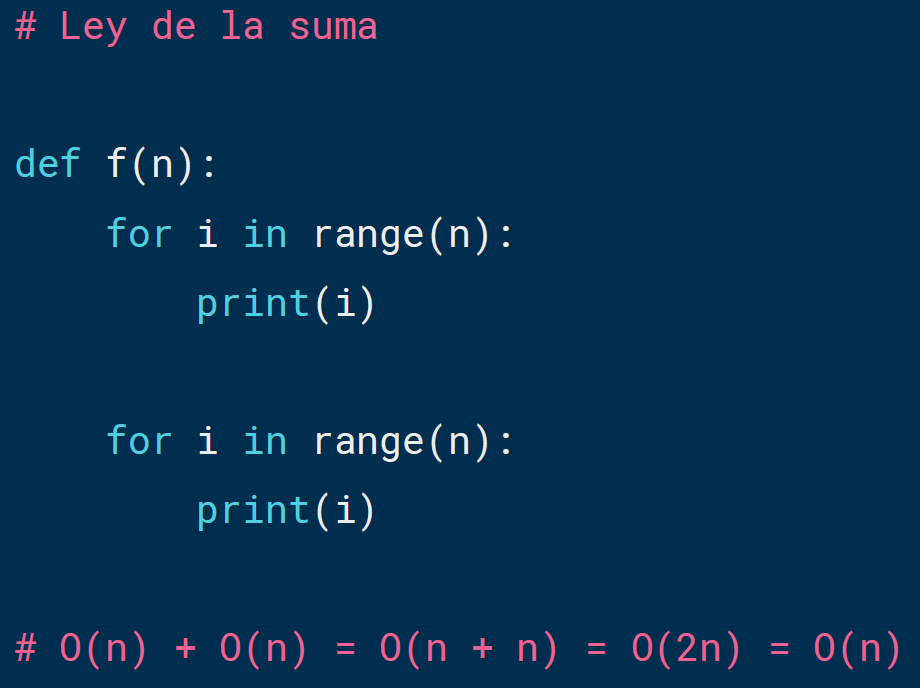 # Ley de la suma
def f(n):
    for i in range(n):
        print(i)
    for i in range(n):
        print(i)
# O(n) + O(n) = O(n + n) = O(2n) = O(n)